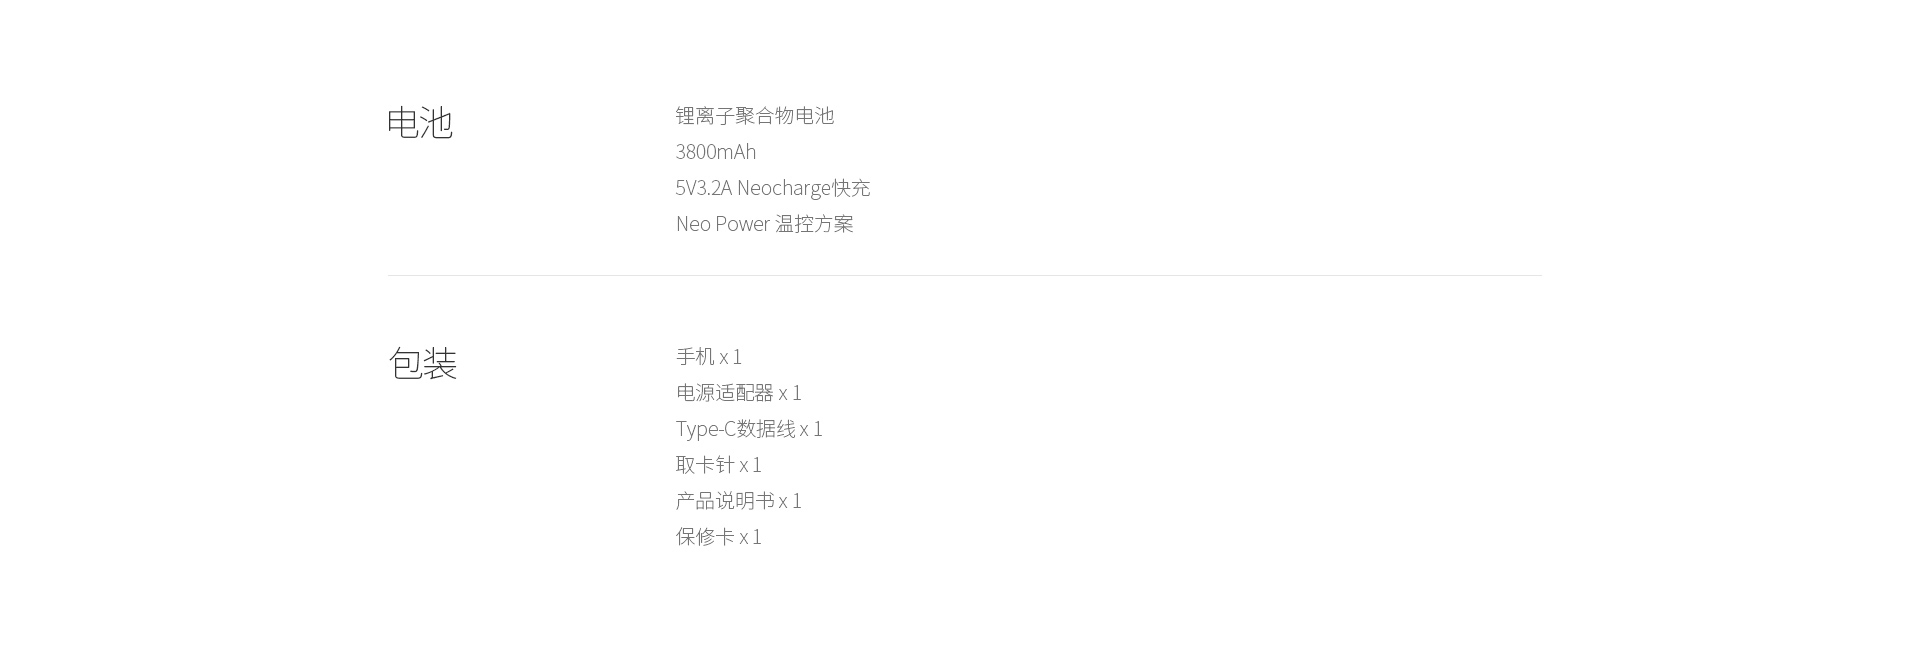 电池
锂离子聚合物电池
3800mAh
5V3.2A Neocharge快充
Neo Power 温控方案
包装
手机 x 1
电源适配器 x 1
Type-C数据线 x 1
取卡针 x 1
产品说明书 x 1
保修卡 x 1